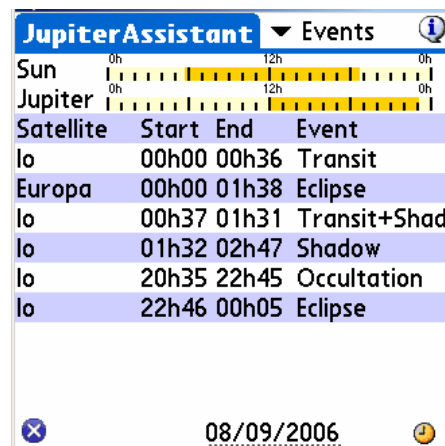 JupiterAssistant ▼ Events
0h 12h 0h
Sun
0h 12h 0h
Jupiter
Satellite Start End Event
Io 00h00 00h36 Transit
Europa 00h00 01h38 Eclipse
Io 00h37 01h31 Transit+Shad
Io 01h32 02h47 Shadow
Io 20h35 22h45 Occultation
Io 22h46 00h05 Eclipse
08/09/2006